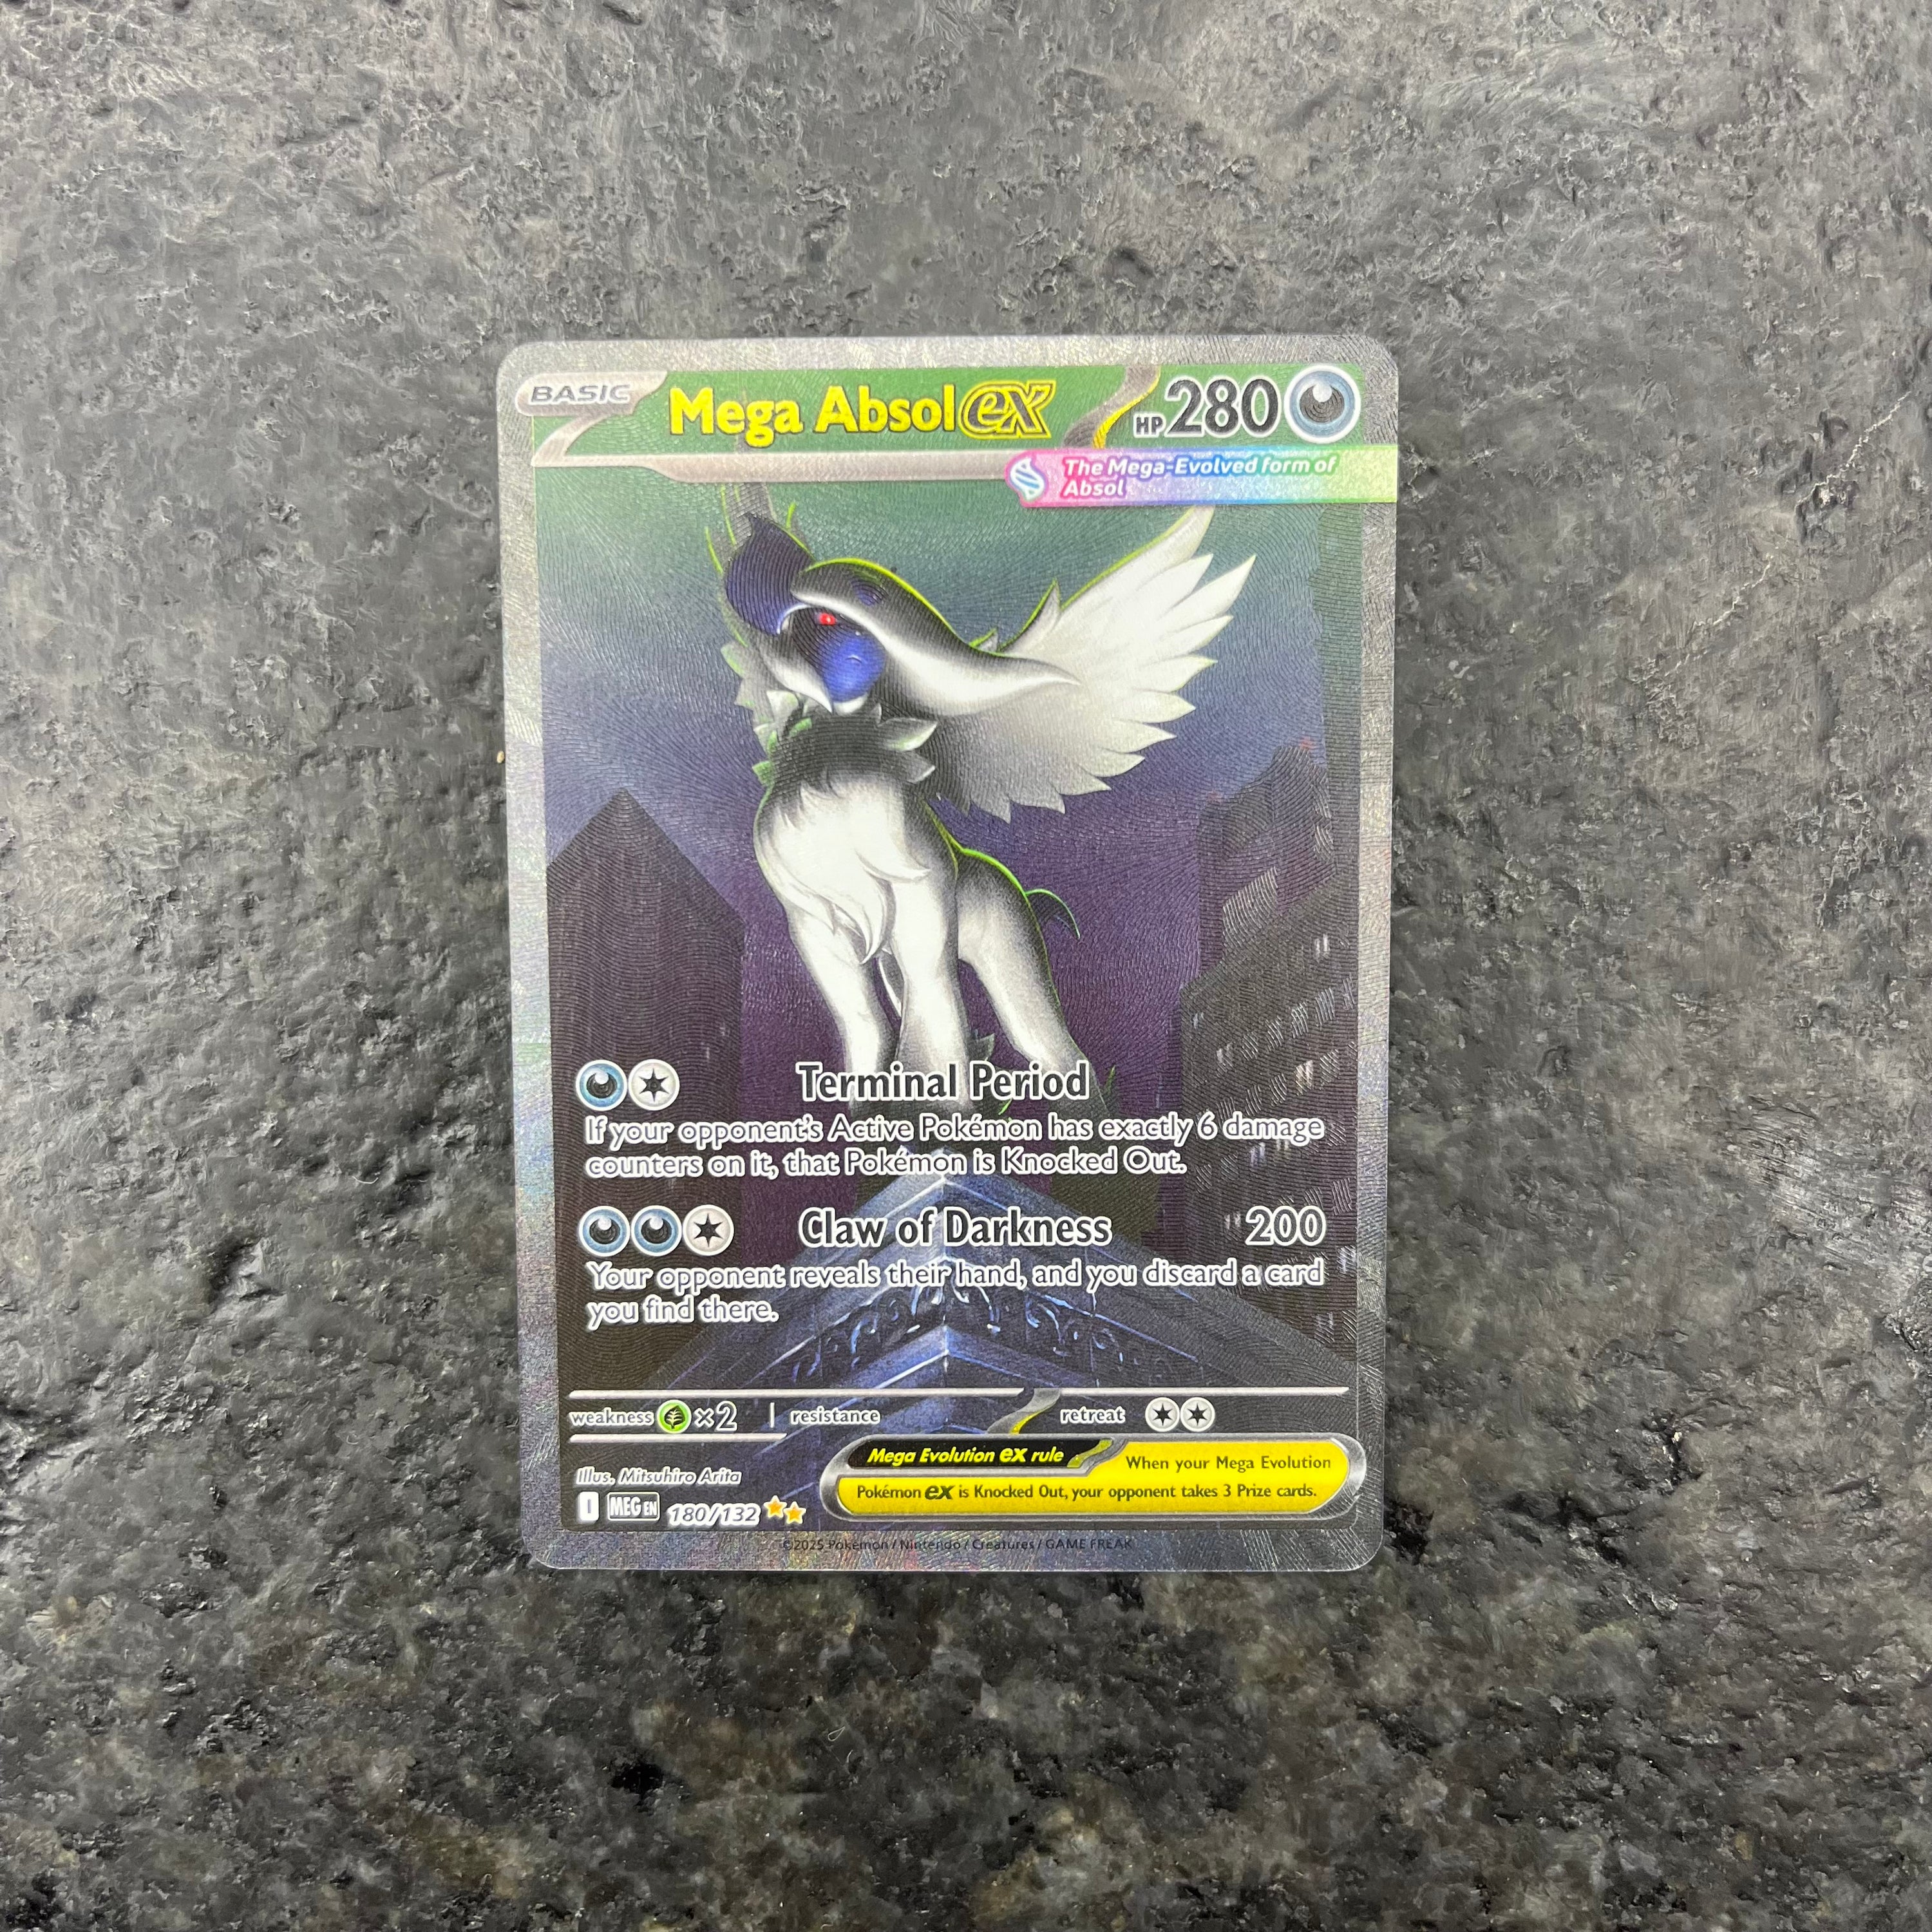 BASIC
Mega Absol ex HP 280
The Mega-Evolved form of
Absol
Terminal Period
If your opponent's Active Pokémon has exactly 6 damage
counters on it, that Pokémon is Knocked Out.
Claw of Darkness 200
Your opponent reveals their hand, and you discard a card
you find there.
weakness ×2 resistance retreat
Mega Evolution ex rule When your Mega Evolution
Pokémon ex is Knocked Out, your opponent takes 3 Prize cards.
Illus. Mitsuhiro Arita
I MEG EN 180/132
©2025 Pokémon / Nintendo / Creatures / GAME FREAK